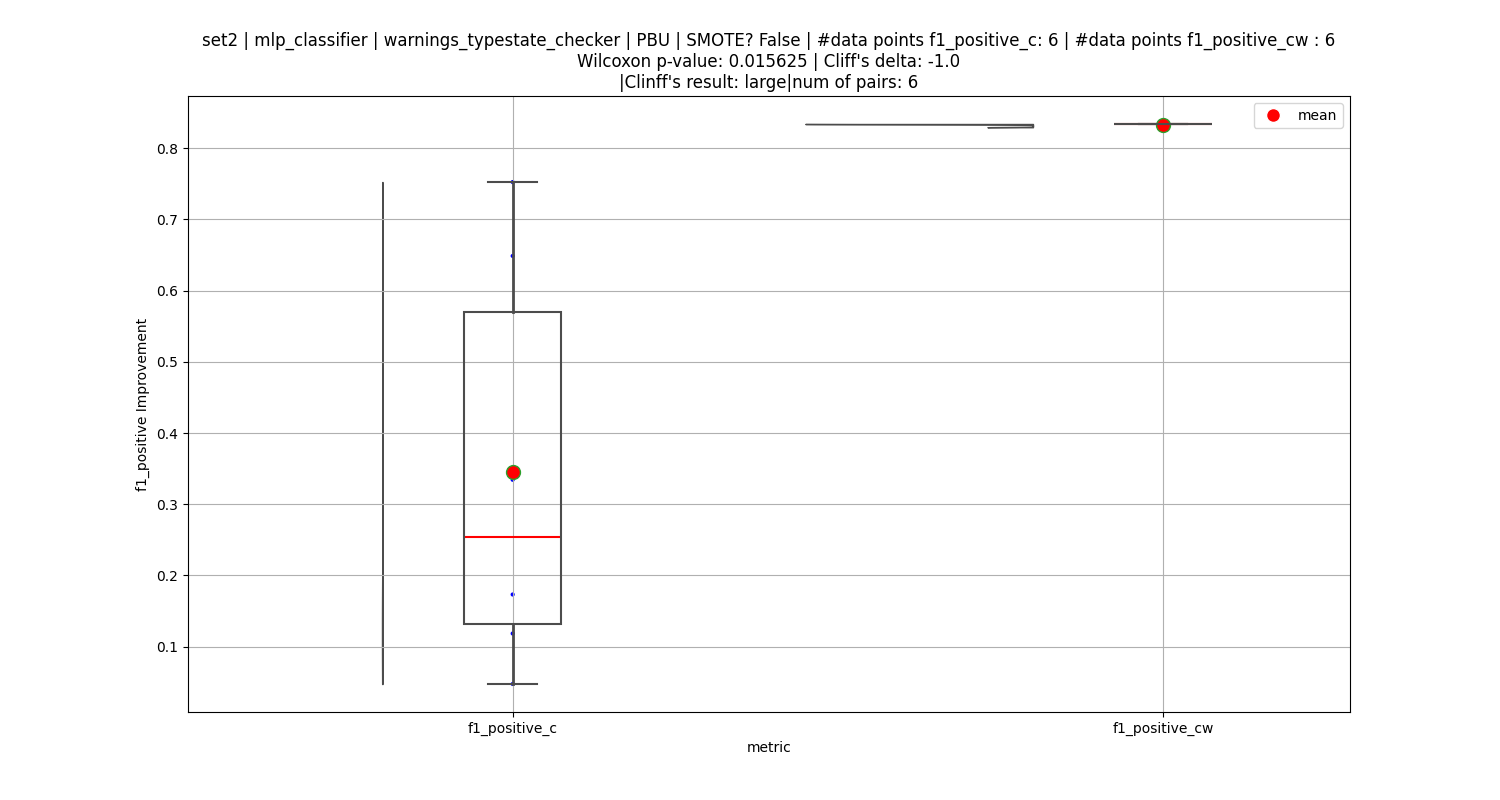 set2 | mlp_classifier | warnings_typestate_checker | PBU | SMOTE? False | #data points f1_positive_c: 6 | #data points f1_positive_cw : 6
Wilcoxon p-value: 0.015625 | Cliff's delta: -1.0
|Clinff's result: large|num of pairs: 6
mean
0.8
0.7
0.6
0.5
0.4
0.3
0.2
0.1
f1_positive Improvement
f1_positive_c
f1_positive_cw
metric